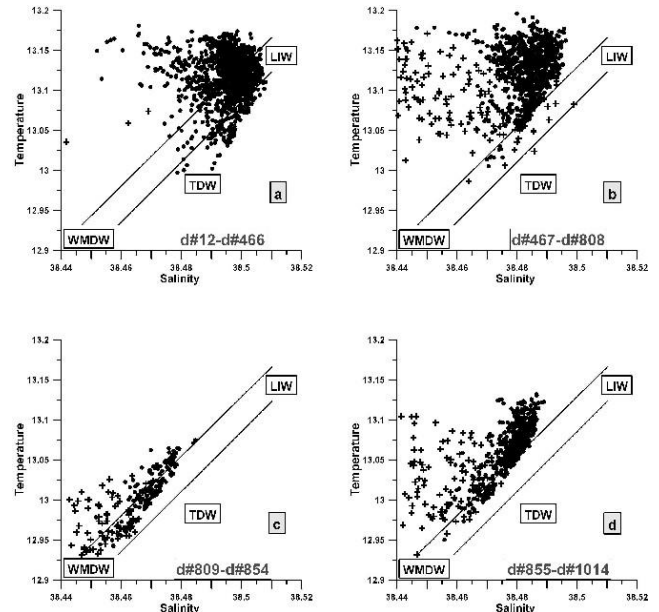 13.2
13.15
13.1
13.05
13
12.95
12.9
Temperature
LIW
TDW
WMDW
a
d#12-d#466
38.44
38.46
38.48
38.5
38.52
Salinity
13.2
13.15
13.1
13.05
13
12.95
12.9
Temperature
LIW
TDW
WMDW
b
d#467-d#808
38.44
38.46
38.48
38.5
38.52
Salinity
13.2
13.15
13.1
13.05
13
12.95
12.9
Temperature
LIW
TDW
WMDW
c
d#809-d#854
38.44
38.46
38.48
38.5
38.52
Salinity
13.2
13.15
13.1
13.05
13
12.95
12.9
Temperature
LIW
TDW
WMDW
d
d#855-d#1014
38.44
38.46
38.48
38.5
38.52
Salinity